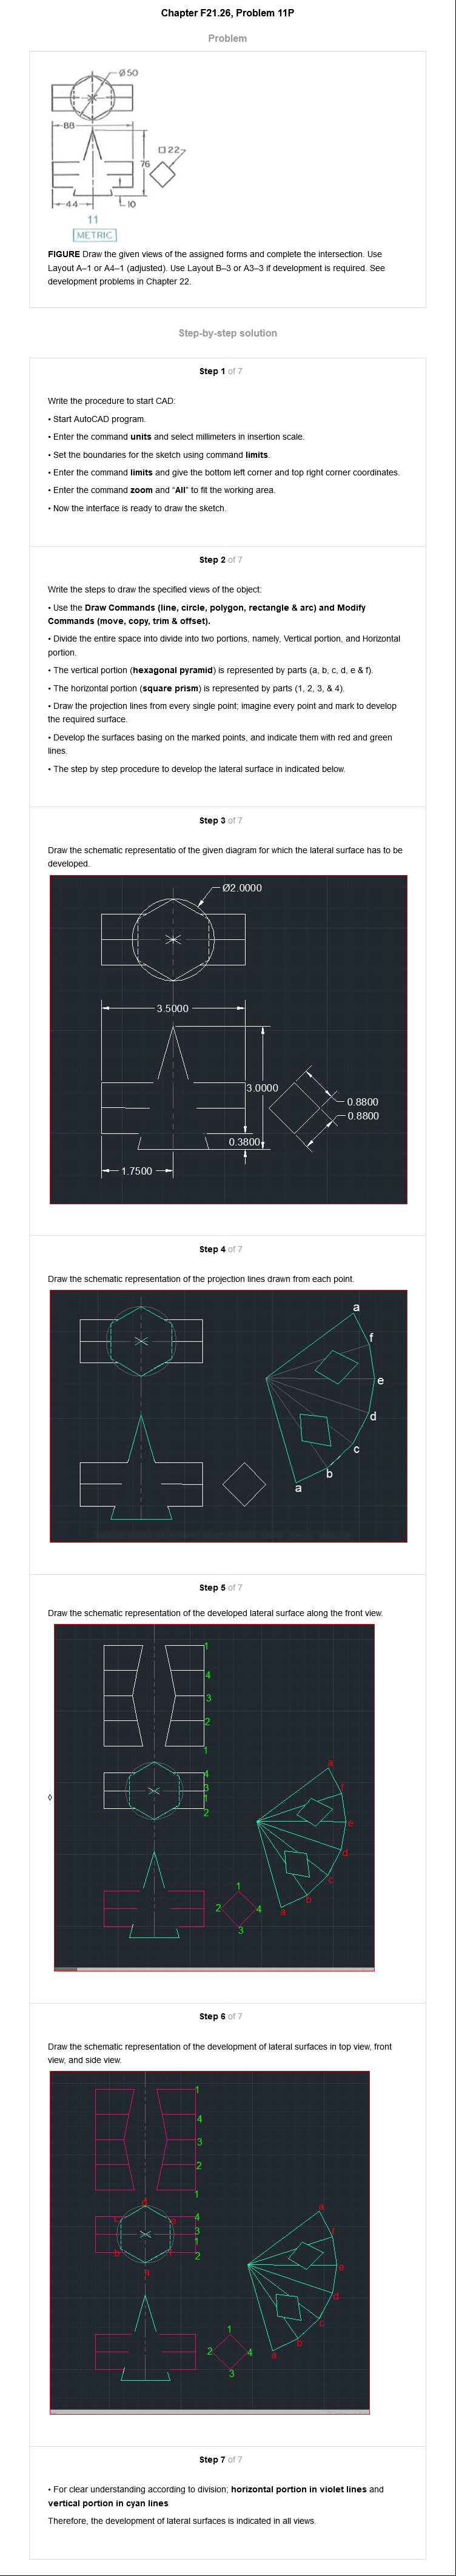 Chapter F21.26, Problem 11P
Problem
Ø50
88
□22
76
44
10
11
METRIC
FIGURE Draw the given views of the assigned forms and complete the intersection. Use
Layout A–1 or A4–1 (adjusted). Use Layout B–3 or A3–3 if development is required. See
development problems in Chapter 22.
Step-by-step solution
Step 1 of 7
Write the procedure to start CAD:
• Start AutoCAD program.
• Enter the command units and select millimeters in insertion scale.
• Set the boundaries for the sketch using command limits.
• Enter the command limits and give the bottom left corner and top right corner coordinates.
• Enter the command zoom and “All” to fit the working area.
• Now the interface is ready to draw the sketch.
Step 2 of 7
Write the steps to draw the specified views of the object:
• Use the Draw Commands (line, circle, polygon, rectangle & arc) and Modify
Commands (move, copy, trim & offset).
• Divide the entire space into divide into two portions, namely, Vertical portion, and Horizontal
portion.
• The vertical portion (hexagonal pyramid) is represented by parts (a, b, c, d, e & f).
• The horizontal portion (square prism) is represented by parts (1, 2, 3, & 4).
• Draw the projection lines from every single point; imagine every point and mark to develop
the required surface.
• Develop the surfaces basing on the marked points, and indicate them with red and green
lines.
• The step by step procedure to develop the lateral surface in indicated below.
Step 3 of 7
Draw the schematic representatio of the given diagram for which the lateral surface has to be
developed.
Ø2.0000
3.5000
3.0000
0.8800
0.8800
0.3800
1.7500
Step 4 of 7
Draw the schematic representation of the projection lines drawn from each point.
a
f
e
d
c
b
a
Step 5 of 7
Draw the schematic representation of the developed lateral surface along the front view.
1
4
3
2
1
4
3
1
2
a
f
e
d
c
b
a
1
2
4
3
Step 6 of 7
Draw the schematic representation of the development of lateral surfaces in top view, front
view, and side view.
1
4
3
2
1
d
c
e
4
3
1
b
f
2
a
a
f
e
d
c
b
a
1
2
4
3
Step 7 of 7
• For clear understanding according to division; horizontal portion in violet lines and
vertical portion in cyan lines
Therefore, the development of lateral surfaces is indicated in all views.